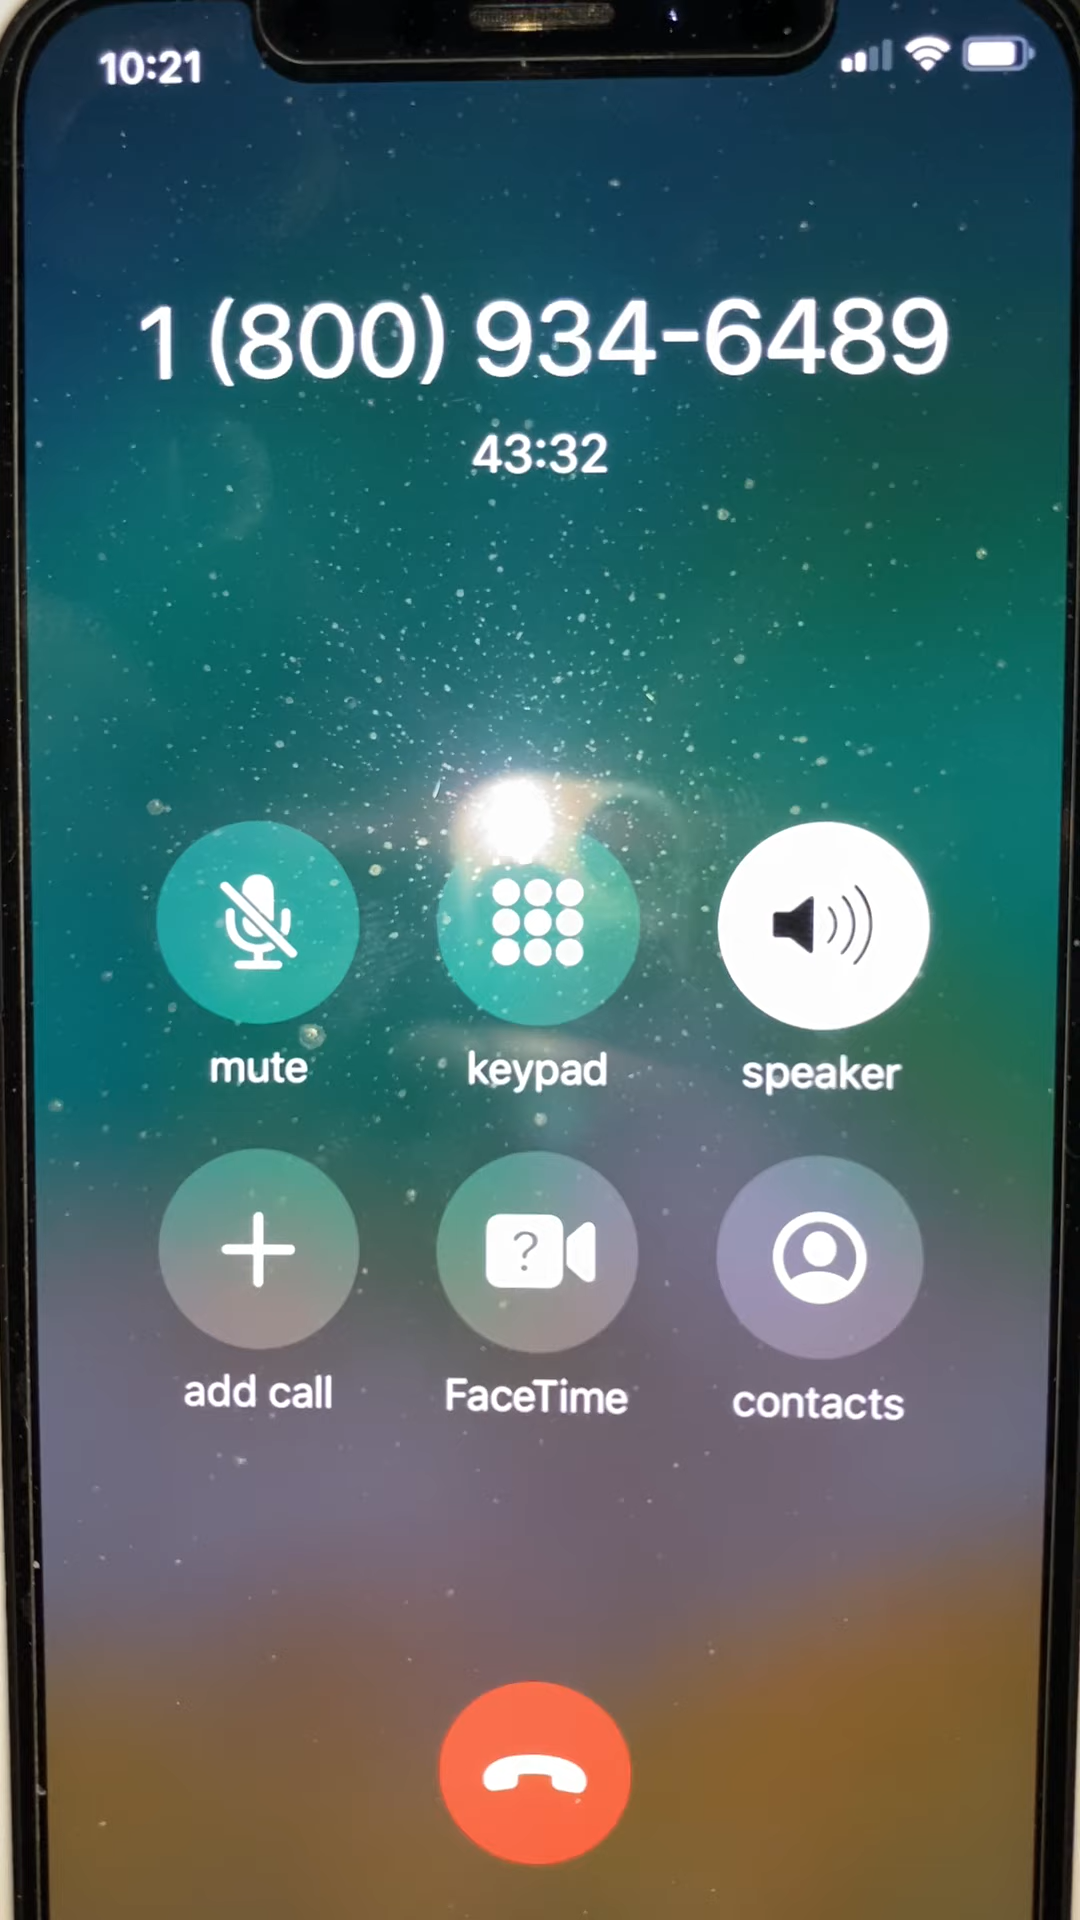 10:21
1 (800) 934-6489
43:32
mute keypad speaker
?
add call FaceTime contacts